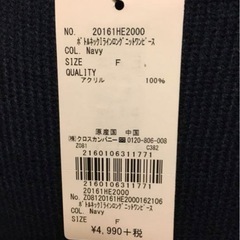 NO. 20161HE2000
ボトルネックIラインロングニットワンピース
COL. Navy
SIZE F
QUALITY
アクリル 100%
原産国 中国
(株)クロスカンパニー ☎0120-806-008
Z081 C382
2160106311771
2160106311771
20161HE2000
NO. Z08120161HE2000162106
ボトルネックIラインロングニットワンピース
COL. Navy
SIZE F
¥4,990+税